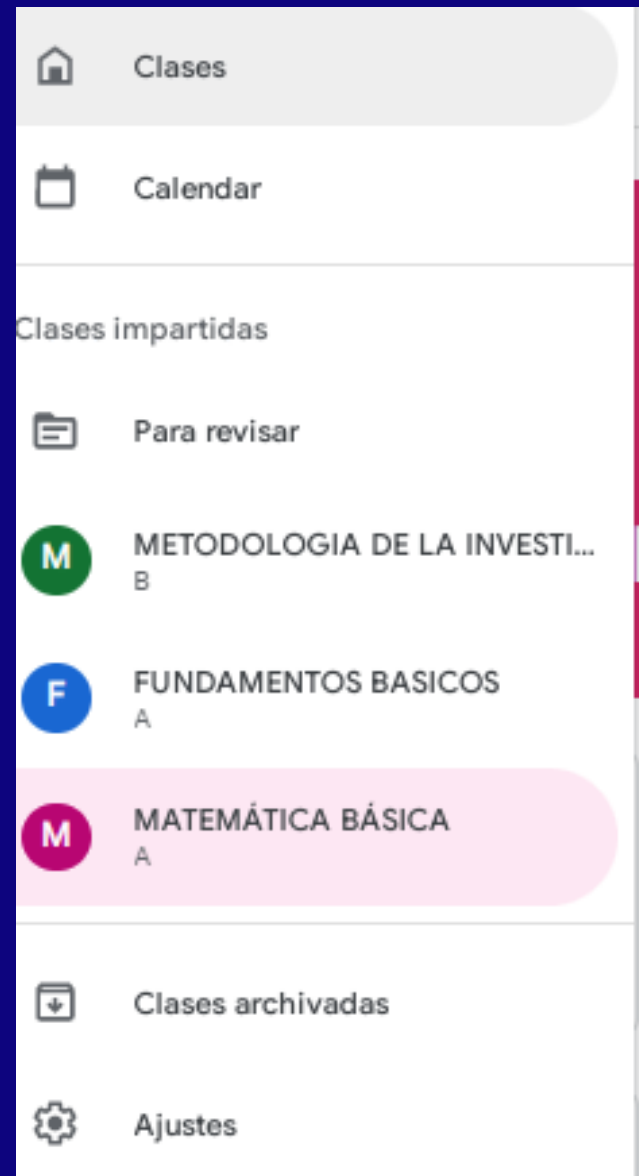 Clases
Calendar
Clases impartidas
Para revisar
M
METODOLOGIA DE LA INVESTI...
B
F
FUNDAMENTOS BASICOS
A
M
MATEMÁTICA BÁSICA
A
Clases archivadas
Ajustes